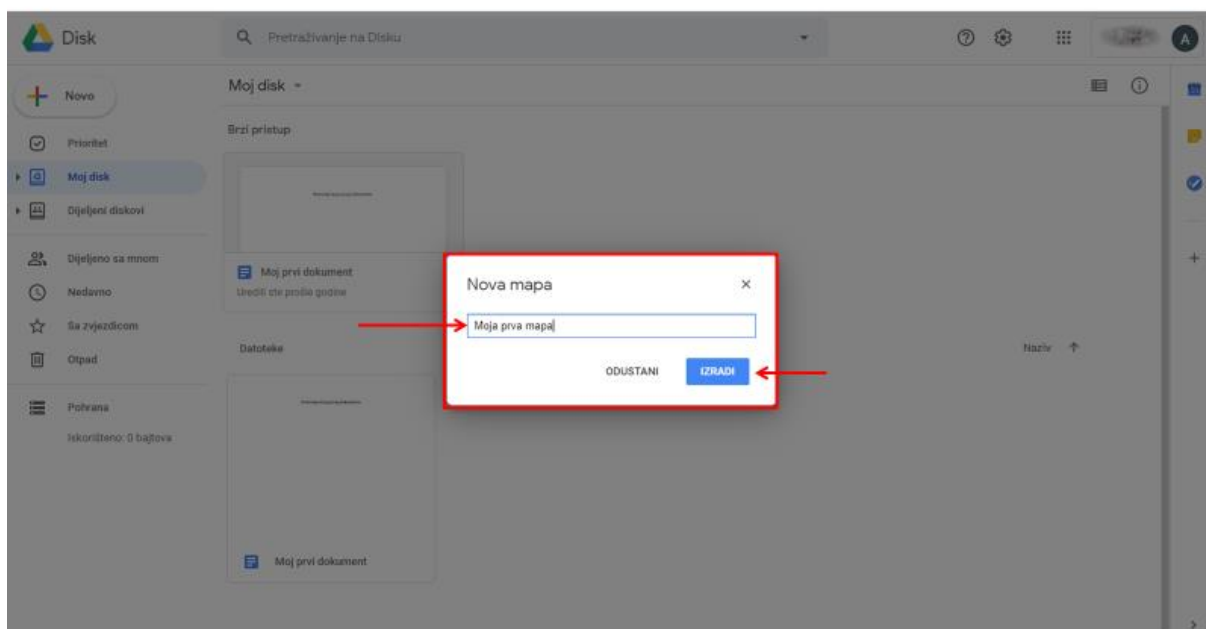 Disk
Pretraživanje na Disku
A
Novo
Moj disk
Prioritet
Moj disk
Dijeljeni diskovi
Dijeljeno sa mnom
Nedavno
Sa zvjezdicom
Otpad
Pohrana
Iskorišteno: 0 bajtova
Brzi pristup
Moj prvi dokument
Uredili ste prošle godine
Datoteke
Naziv
Moj prvi dokument
Nova mapa
Moja prva mapa
ODUSTANI IZRADI